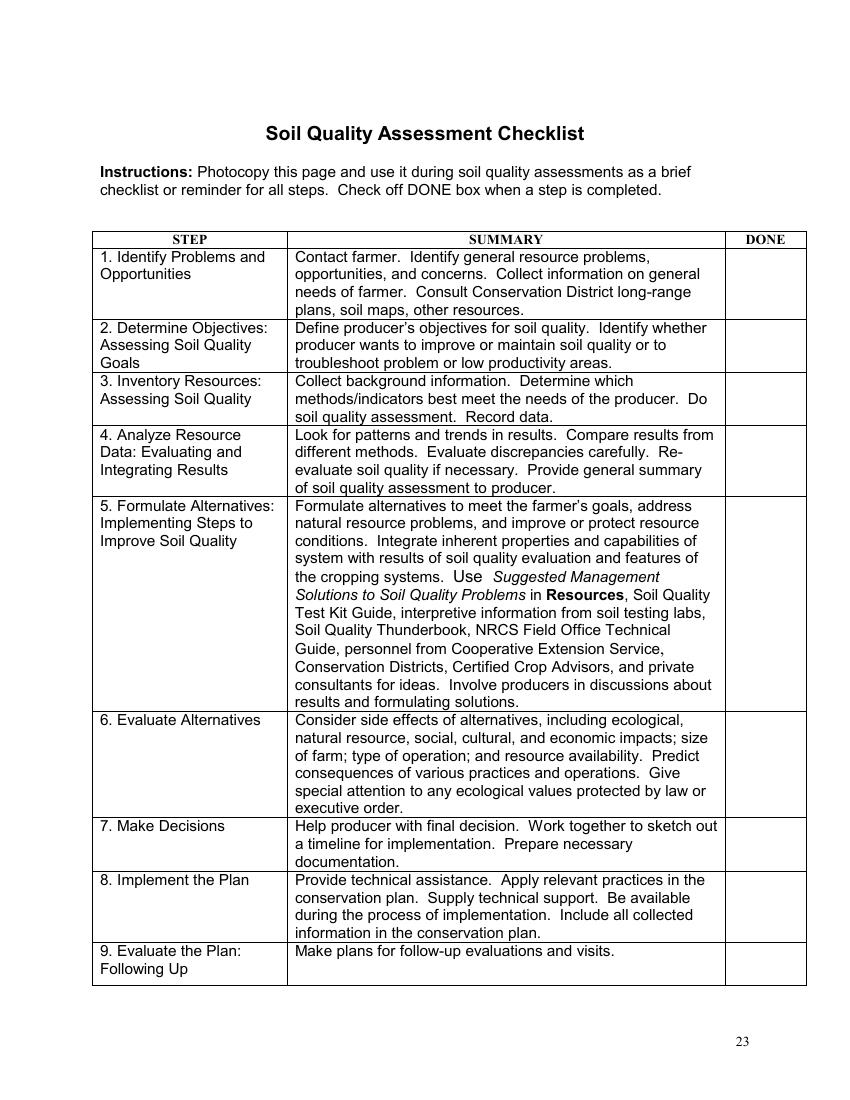 Soil Quality Assessment Checklist
Instructions: Photocopy this page and use it during soil quality assessments as a brief
checklist or reminder for all steps.  Check off DONE box when a step is completed.
STEP SUMMARY DONE
1. Identify Problems and
Opportunities
Contact farmer.  Identify general resource problems,
opportunities, and concerns.  Collect information on general
needs of farmer.  Consult Conservation District long-range
plans, soil maps, other resources.
2. Determine Objectives:
Assessing Soil Quality
Goals
Define producer’s objectives for soil quality.  Identify whether
producer wants to improve or maintain soil quality or to
troubleshoot problem or low productivity areas.
3. Inventory Resources:
Assessing Soil Quality
Collect background information.  Determine which
methods/indicators best meet the needs of the producer.  Do
soil quality assessment.  Record data.
4. Analyze Resource
Data: Evaluating and
Integrating Results
Look for patterns and trends in results.  Compare results from
different methods.  Evaluate discrepancies carefully.  Re-
evaluate soil quality if necessary.  Provide general summary
of soil quality assessment to producer.
5. Formulate Alternatives:
Implementing Steps to
Improve Soil Quality
Formulate alternatives to meet the farmer’s goals, address
natural resource problems, and improve or protect resource
conditions.  Integrate inherent properties and capabilities of
system with results of soil quality evaluation and features of
the cropping systems.  Use  Suggested Management
Solutions to Soil Quality Problems in Resources, Soil Quality
Test Kit Guide, interpretive information from soil testing labs,
Soil Quality Thunderbook, NRCS Field Office Technical
Guide, personnel from Cooperative Extension Service,
Conservation Districts, Certified Crop Advisors, and private
consultants for ideas.  Involve producers in discussions about
results and formulating solutions.
6. Evaluate Alternatives
Consider side effects of alternatives, including ecological,
natural resource, social, cultural, and economic impacts; size
of farm; type of operation; and resource availability.  Predict
consequences of various practices and operations.  Give
special attention to any ecological values protected by law or
executive order.
7. Make Decisions
Help producer with final decision.  Work together to sketch out
a timeline for implementation.  Prepare necessary
documentation.
8. Implement the Plan
Provide technical assistance.  Apply relevant practices in the
conservation plan.  Supply technical support.  Be available
during the process of implementation.  Include all collected
information in the conservation plan.
9. Evaluate the Plan:
Following Up
Make plans for follow-up evaluations and visits.
23